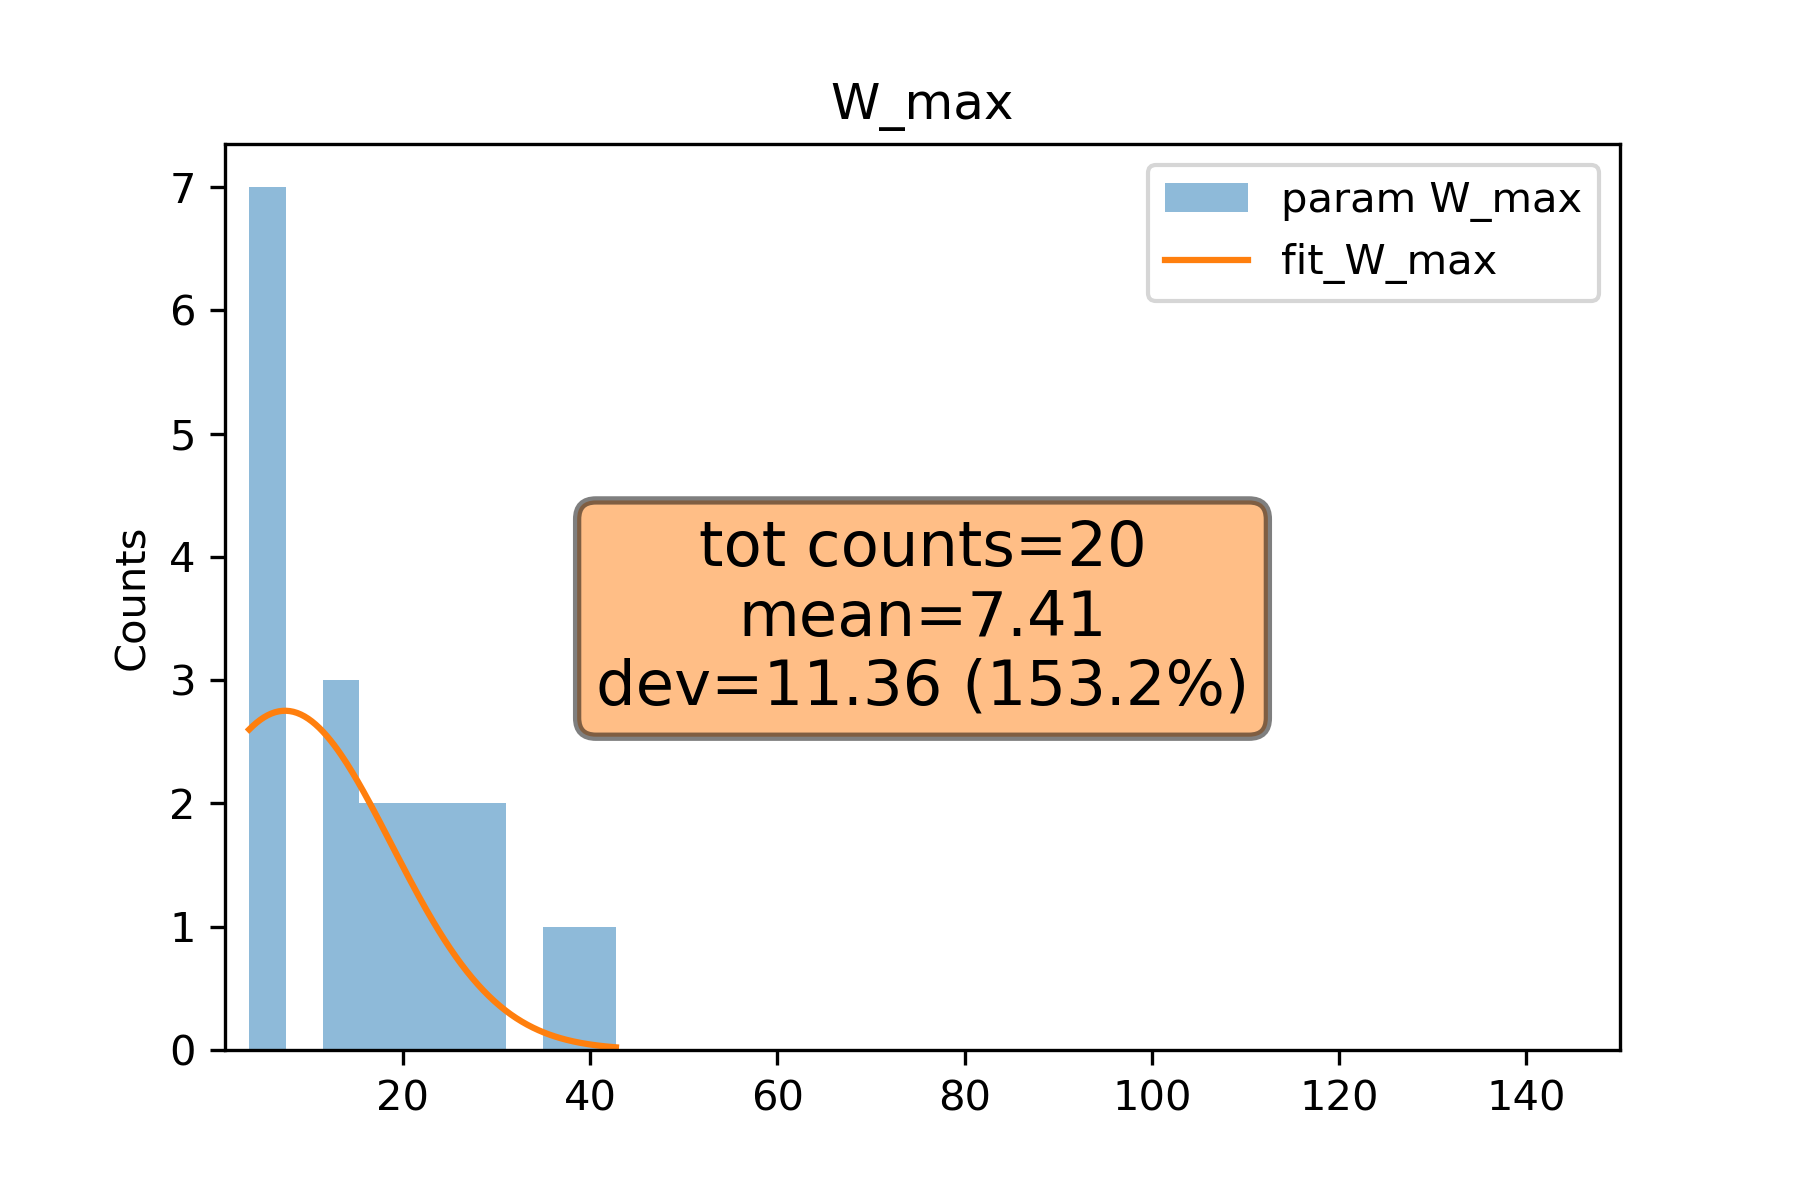 W_max
param W_max
fit_W_max
Counts
7
6
5
4
3
2
1
0
tot counts=20
mean=7.41
dev=11.36 (153.2%)
20 40 60 80 100 120 140